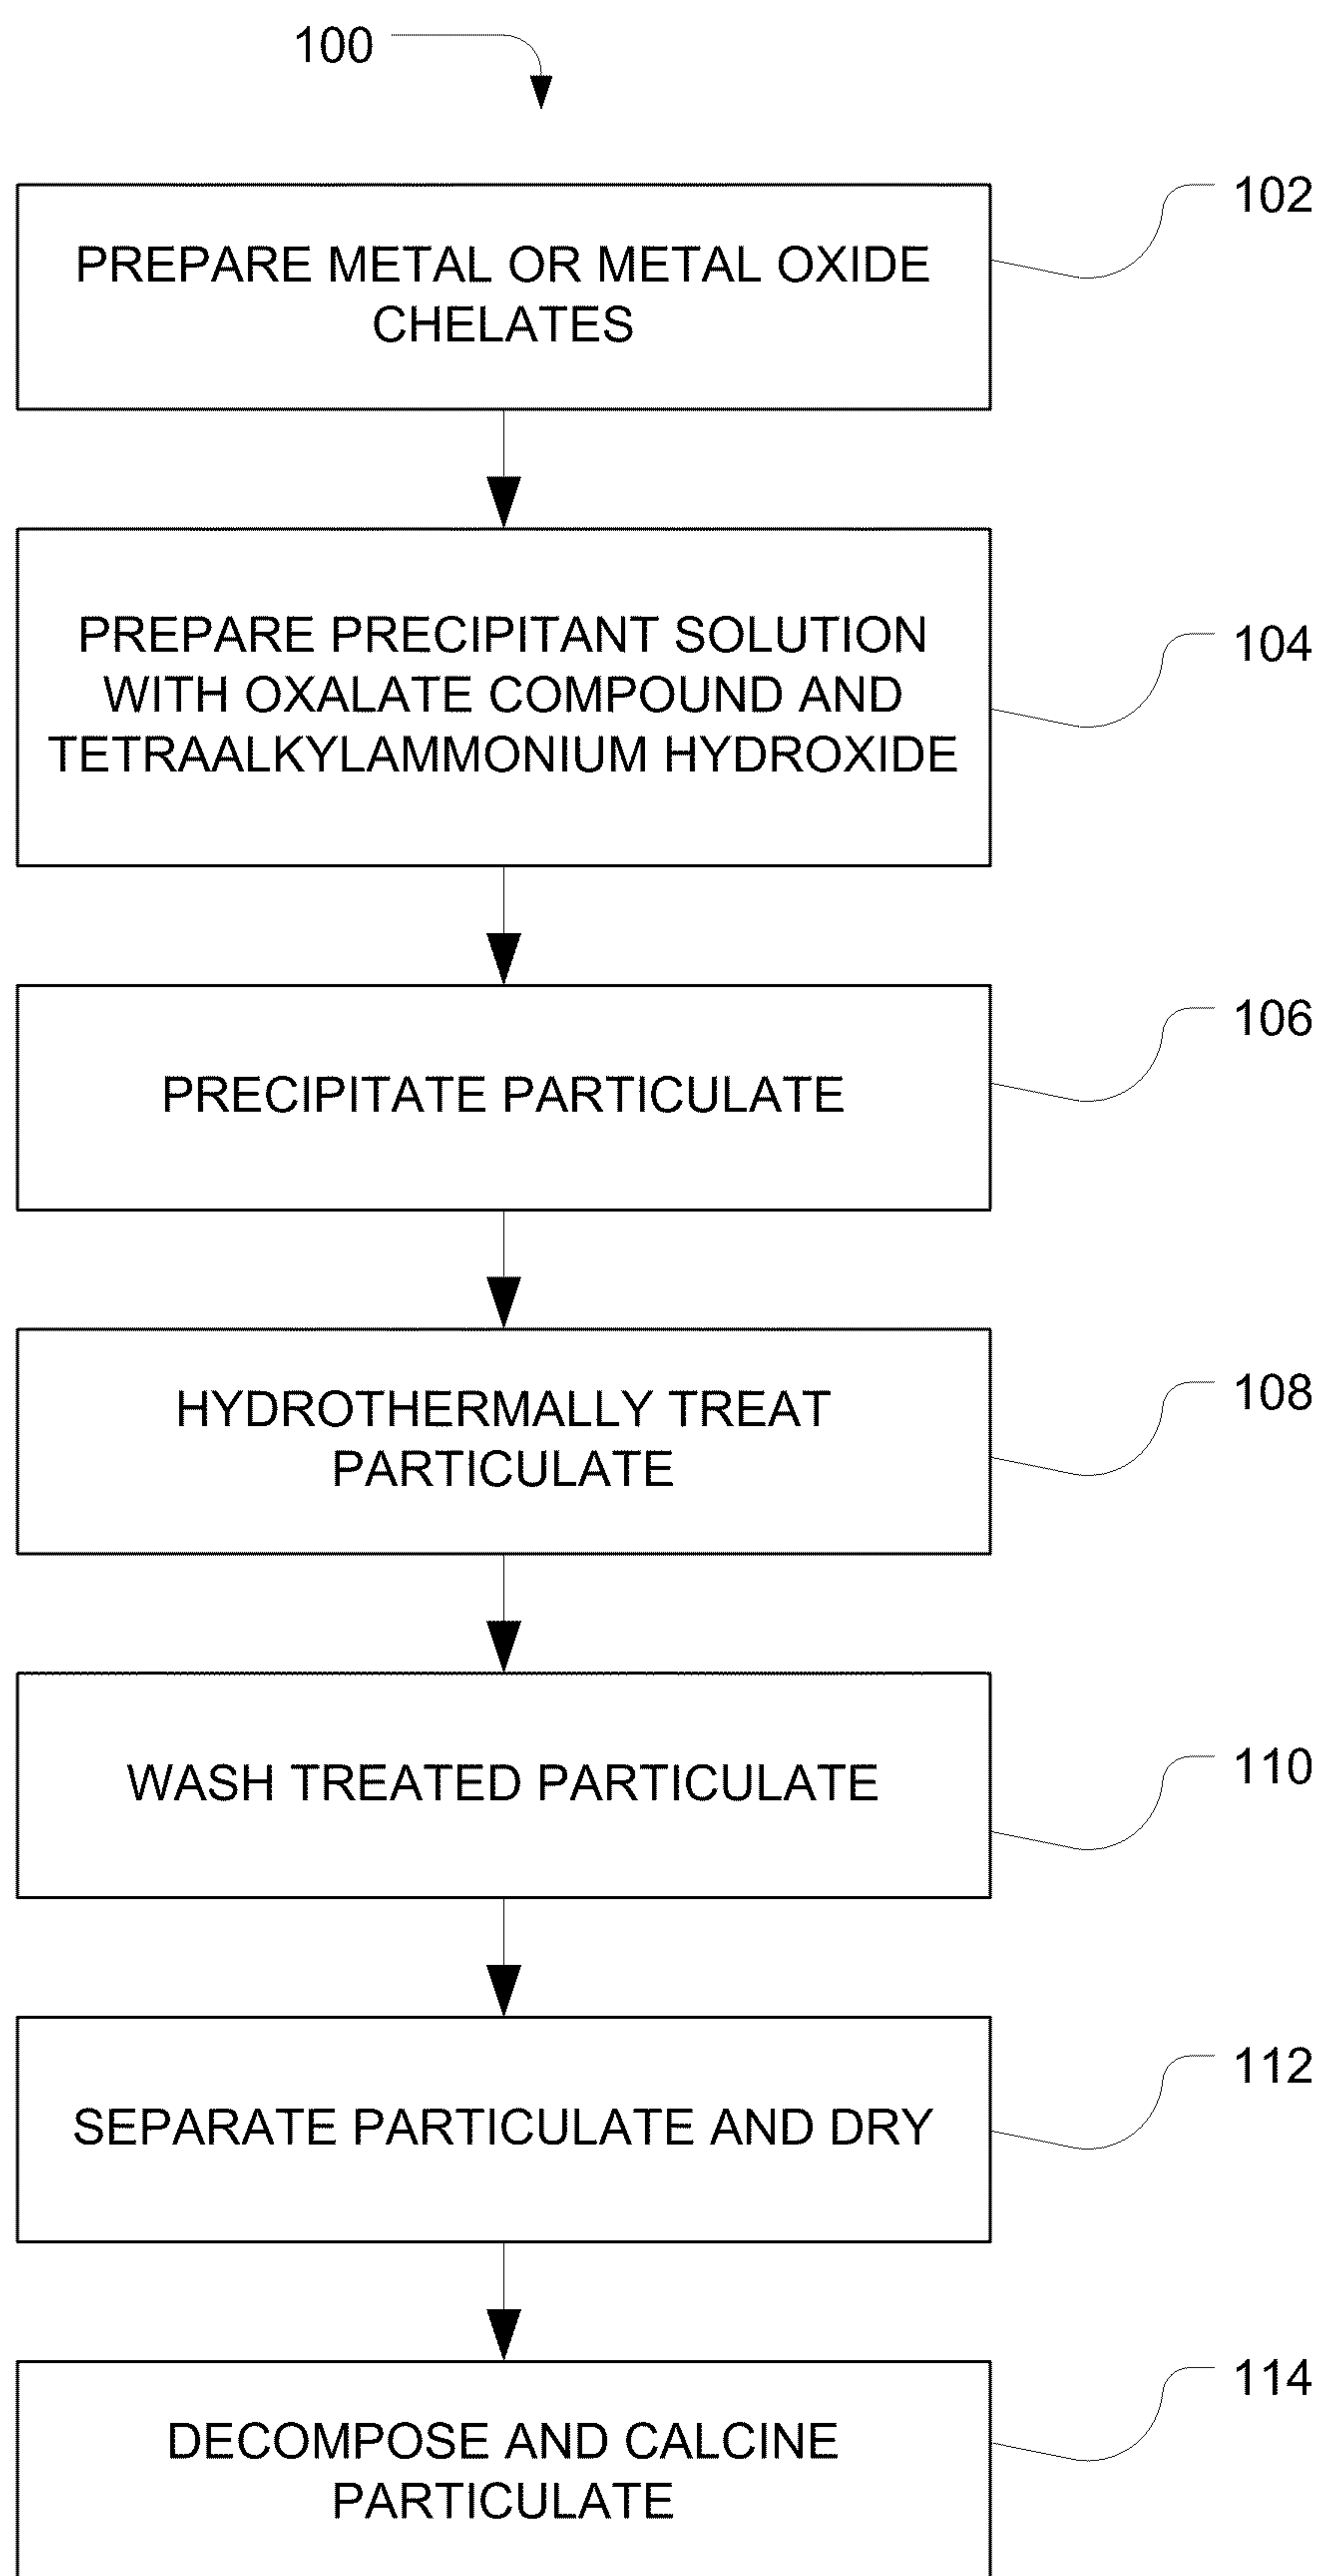 100
PREPARE METAL OR METAL OXIDE
CHELATES
102
PREPARE PRECIPITANT SOLUTION
WITH OXALATE COMPOUND AND
TETRAALKYLAMMONIUM HYDROXIDE
104
PRECIPITATE PARTICULATE
106
HYDROTHERMALLY TREAT
PARTICULATE
108
WASH TREATED PARTICULATE
110
SEPARATE PARTICULATE AND DRY
112
DECOMPOSE AND CALCINE
PARTICULATE
114